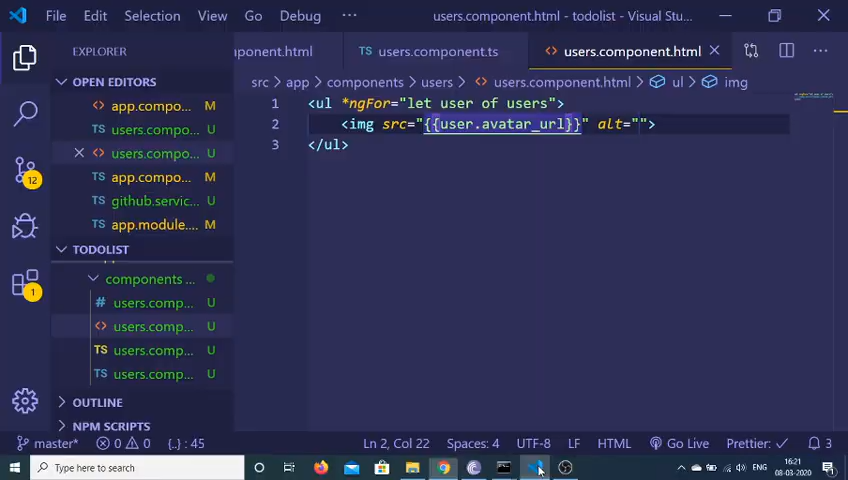 File Edit Selection View Go Debug ··· users.component.html - todolist - Visual Stu...
EXPLORER
ponent.html
TS users.component.ts
<> users.component.html
OPEN EDITORS
src > app > components > users > <> users.component.html > ul > img
<> app.compo... M
TS users.compo... U
<> users.compo... U
TS app.compo... M
TS github.servic... U
TS app.module.... M
TODOLIST
components ...
# users.comp... U
<> users.comp... U
TS users.comp... U
TS users.comp... U
OUTLINE
NPM SCRIPTS
12
1
1 <ul *ngFor="let user of users">
2 <img src="{{user.avatar_url}}" alt="">
3 </ul>
master* 0 0 {..} : 45 Ln 2, Col 22 Spaces: 4 UTF-8 LF HTML Go Live Prettier: ✓ 3
Type here to search
ENG
16:21
08-03-2020